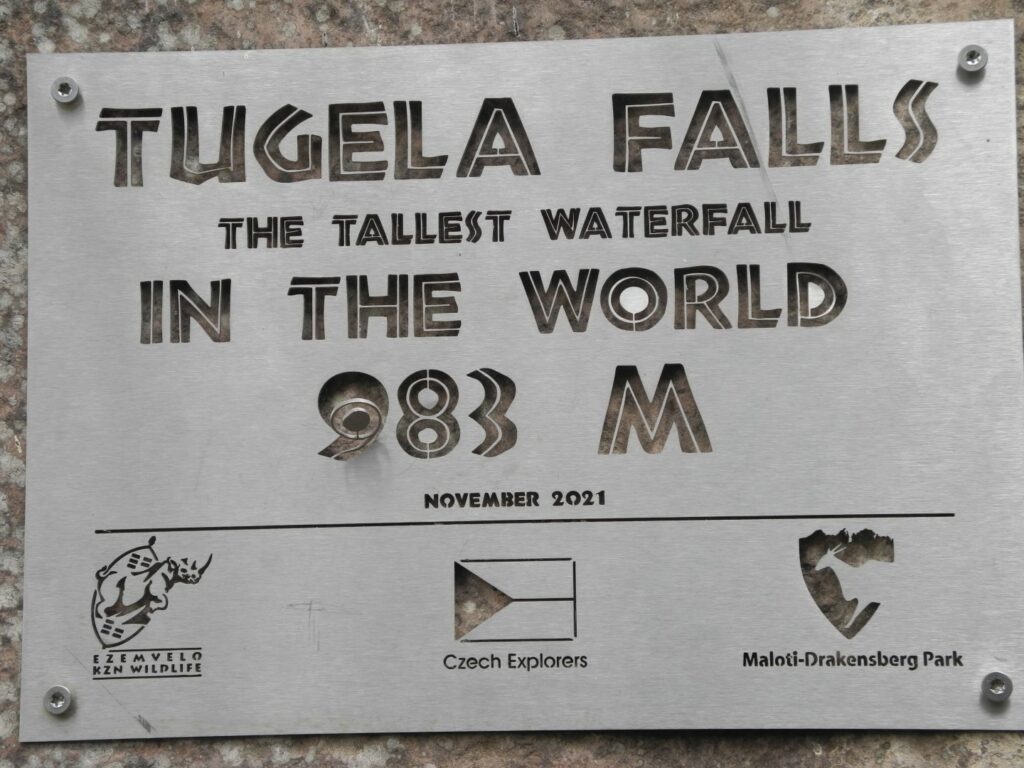 TUGELA FALLS
THE TALLEST WATERFALL
IN THE WORLD
983 M
NOVEMBER 2021
EZEMVELO
KZN WILDLIFE
Czech Explorers
Maloti-Drakensberg Park